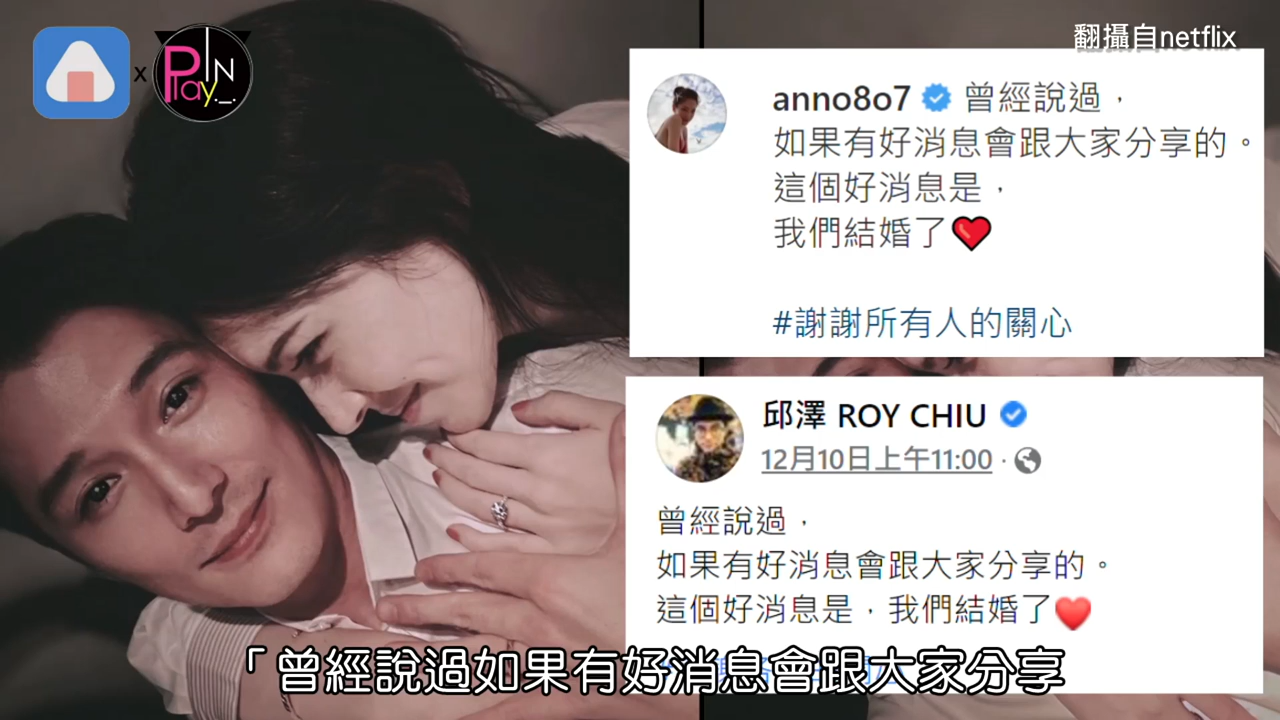 x
PlayIN_.
翻攝自netflix
anno8o7 曾經說過，
如果有好消息會跟大家分享的。
這個好消息是，
我們結婚了
#謝謝所有人的關心
邱澤 ROY CHIU
12月10日上午11:00 ·
曾經說過，
如果有好消息會跟大家分享的。
這個好消息是，我們結婚了
「曾經說過如果有好消息會跟大家分享